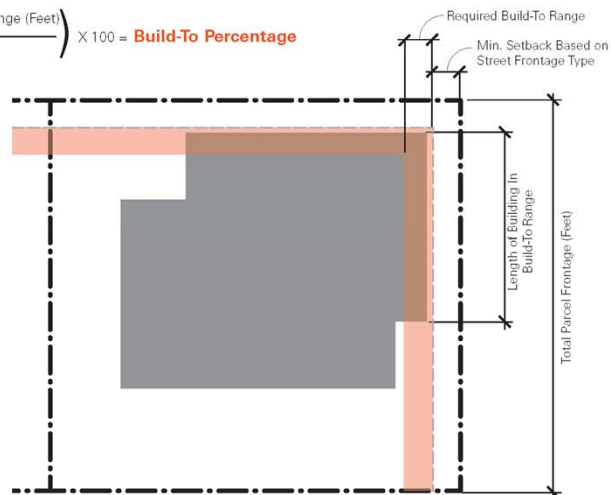 (Feet)
X 100 = Build-To Percentage
Required Build-To Range
Min. Setback Based on
Street Frontage Type
Length of Building In
Build-To Range
Total Parcel Frontage (Feet)